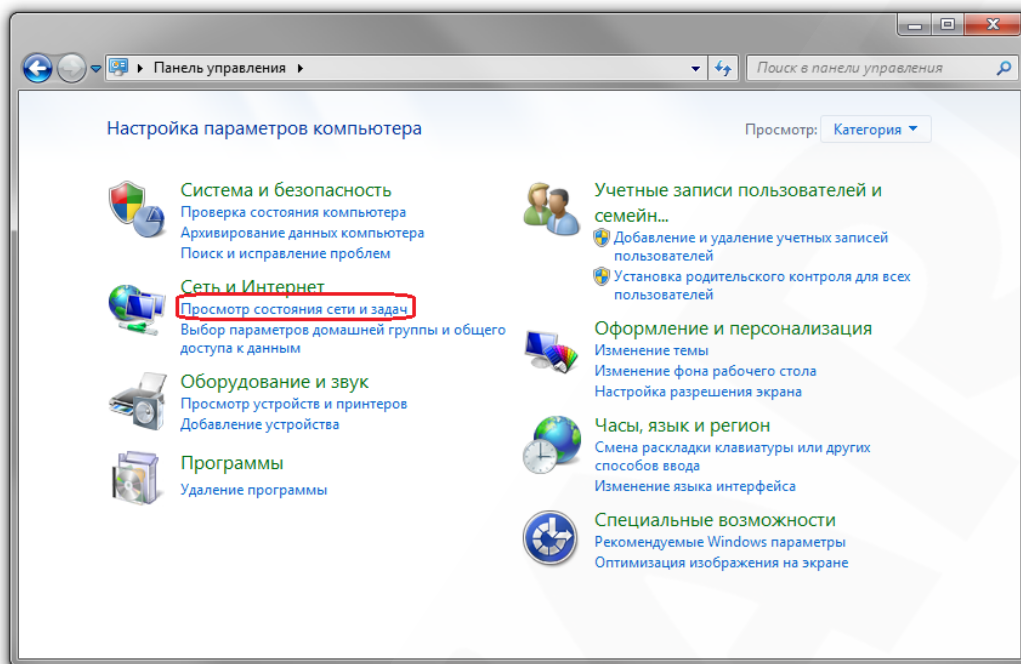 Панель управления
Поиск в панели управления
Настройка параметров компьютера
Просмотр: Категория
Система и безопасность
Проверка состояния компьютера
Архивирование данных компьютера
Поиск и исправление проблем
Сеть и Интернет
Просмотр состояния сети и задач
Выбор параметров домашней группы и общего
доступа к данным
Оборудование и звук
Просмотр устройств и принтеров
Добавление устройства
Программы
Удаление программы
Учетные записи пользователей и
семейн...
Добавление и удаление учетных записей
пользователей
Установка родительского контроля для всех
пользователей
Оформление и персонализация
Изменение темы
Изменение фона рабочего стола
Настройка разрешения экрана
Часы, язык и регион
Смена раскладки клавиатуры или других
способов ввода
Изменение языка интерфейса
Специальные возможности
Рекомендуемые Windows параметры
Оптимизация изображения на экране